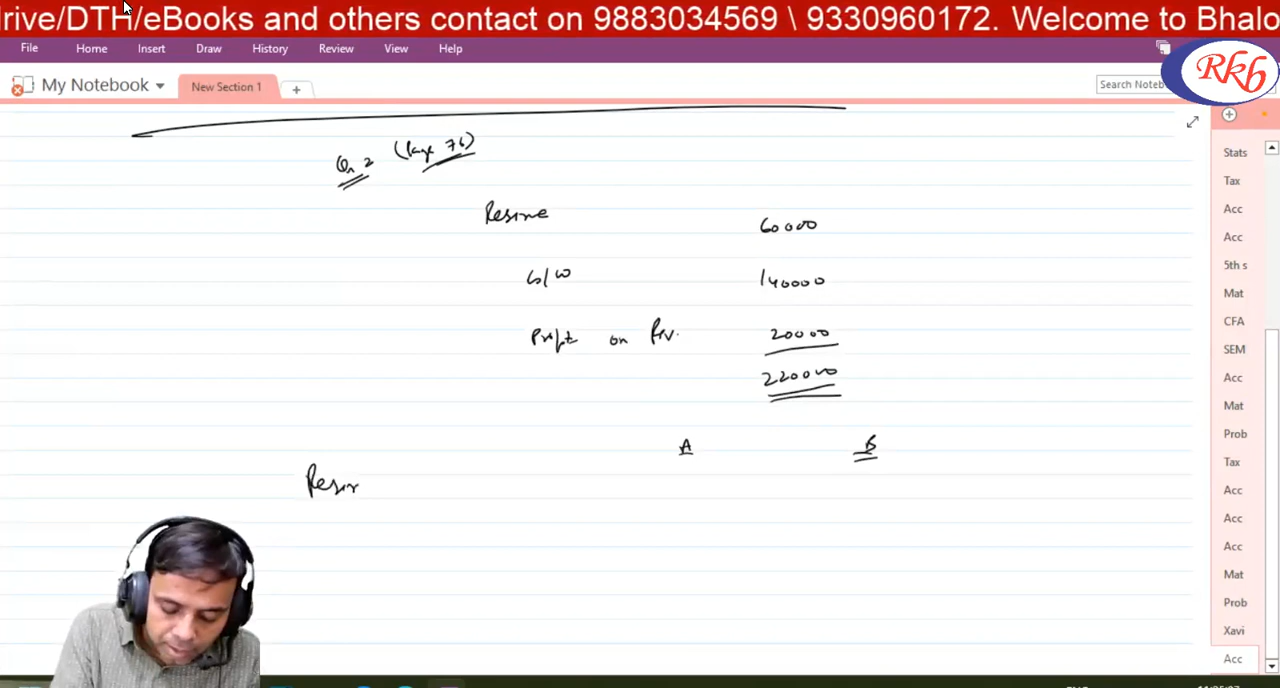 rive/DTH/eBooks and others contact on 9883034569 \ 9330960172. Welcome to Bhalo
File Home Insert Draw History Review View Help
Rkb
My Notebook New Section 1 + Search Noteb
Qn 2 (Page 76)
Reserve 60000
G/W 140000
Profit on Rev. 20000
220000
A B
Reser
Stats
Tax
Acc
Acc
5th s
Mat
CFA
SEM
Acc
Mat
Prob
Tax
Acc
Acc
Acc
Mat
Prob
Xavi
Acc